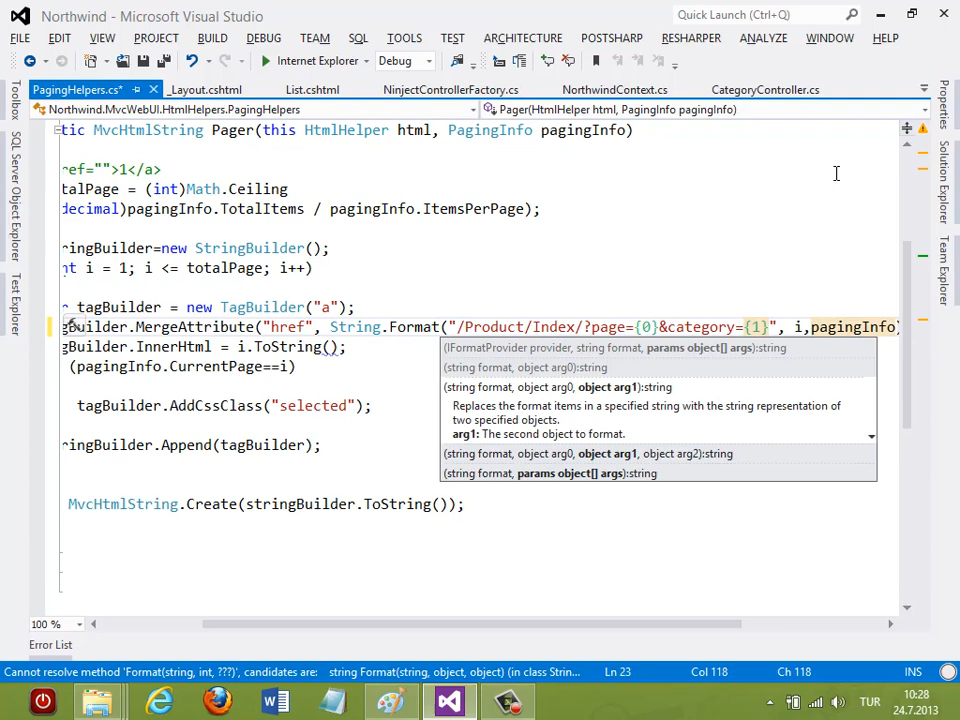 Northwind - Microsoft Visual Studio
Quick Launch (Ctrl+Q)
FILE EDIT VIEW PROJECT BUILD DEBUG TEAM SQL TOOLS TEST ARCHITECTURE POSTSHARP RESHARPER ANALYZE WINDOW HELP
Internet Explorer Debug
PagingHelpers.cs* _Layout.cshtml List.cshtml NinjectControllerFactory.cs NorthwindContext.cs CategoryController.cs
Northwind.MvcWebUI.HtmlHelpers.PagingHelpers
Pager(HtmlHelper html, PagingInfo pagingInfo)
Toolbox
SQL Server Object Explorer
Test Explorer
Properties
Solution Explorer
Team Explorer
tic MvcHtmlString Pager(this HtmlHelper html, PagingInfo pagingInfo)
ref="">1</a>
talPage = (int)Math.Ceiling
decimal)pagingInfo.TotalItems / pagingInfo.ItemsPerPage);
ringBuilder=new StringBuilder();
nt i = 1; i <= totalPage; i++)
tagBuilder = new TagBuilder("a");
gBuilder.MergeAttribute("href", String.Format("/Product/Index/?page={0}&category={1}", i,pagingInfo)
gBuilder.InnerHtml = i.ToString();
(pagingInfo.CurrentPage==i)
tagBuilder.AddCssClass("selected");
ringBuilder.Append(tagBuilder);
MvcHtmlString.Create(stringBuilder.ToString());
(IFormatProvider provider, string format, params object[] args):string
(string format, object arg0):string
(string format, object arg0, object arg1):string
Replaces the format items in a specified string with the string representation of
two specified objects.
arg1: The second object to format.
(string format, object arg0, object arg1, object arg2):string
(string format, params object[] args):string
100 %
Error List
Cannot resolve method 'Format(string, int, ???)', candidates are: string Format(string, object, object) (in class Strin...
Ln 23 Col 118 Ch 118 INS
TUR
10:28
24.7.2013